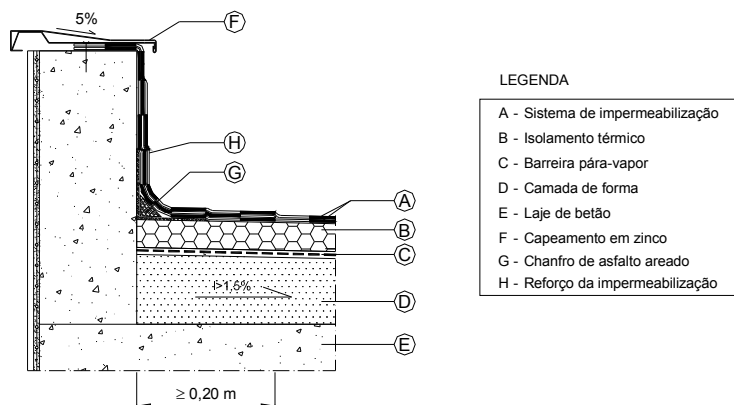 5%
F
H
G
A
B
C
I>1,5%
D
E
≥ 0,20 m
LEGENDA
A - Sistema de impermeabilização
B - Isolamento térmico
C - Barreira pára-vapor
D - Camada de forma
E - Laje de betão
F - Capeamento em zinco
G - Chanfro de asfalto areado
H - Reforço da impermeabilização